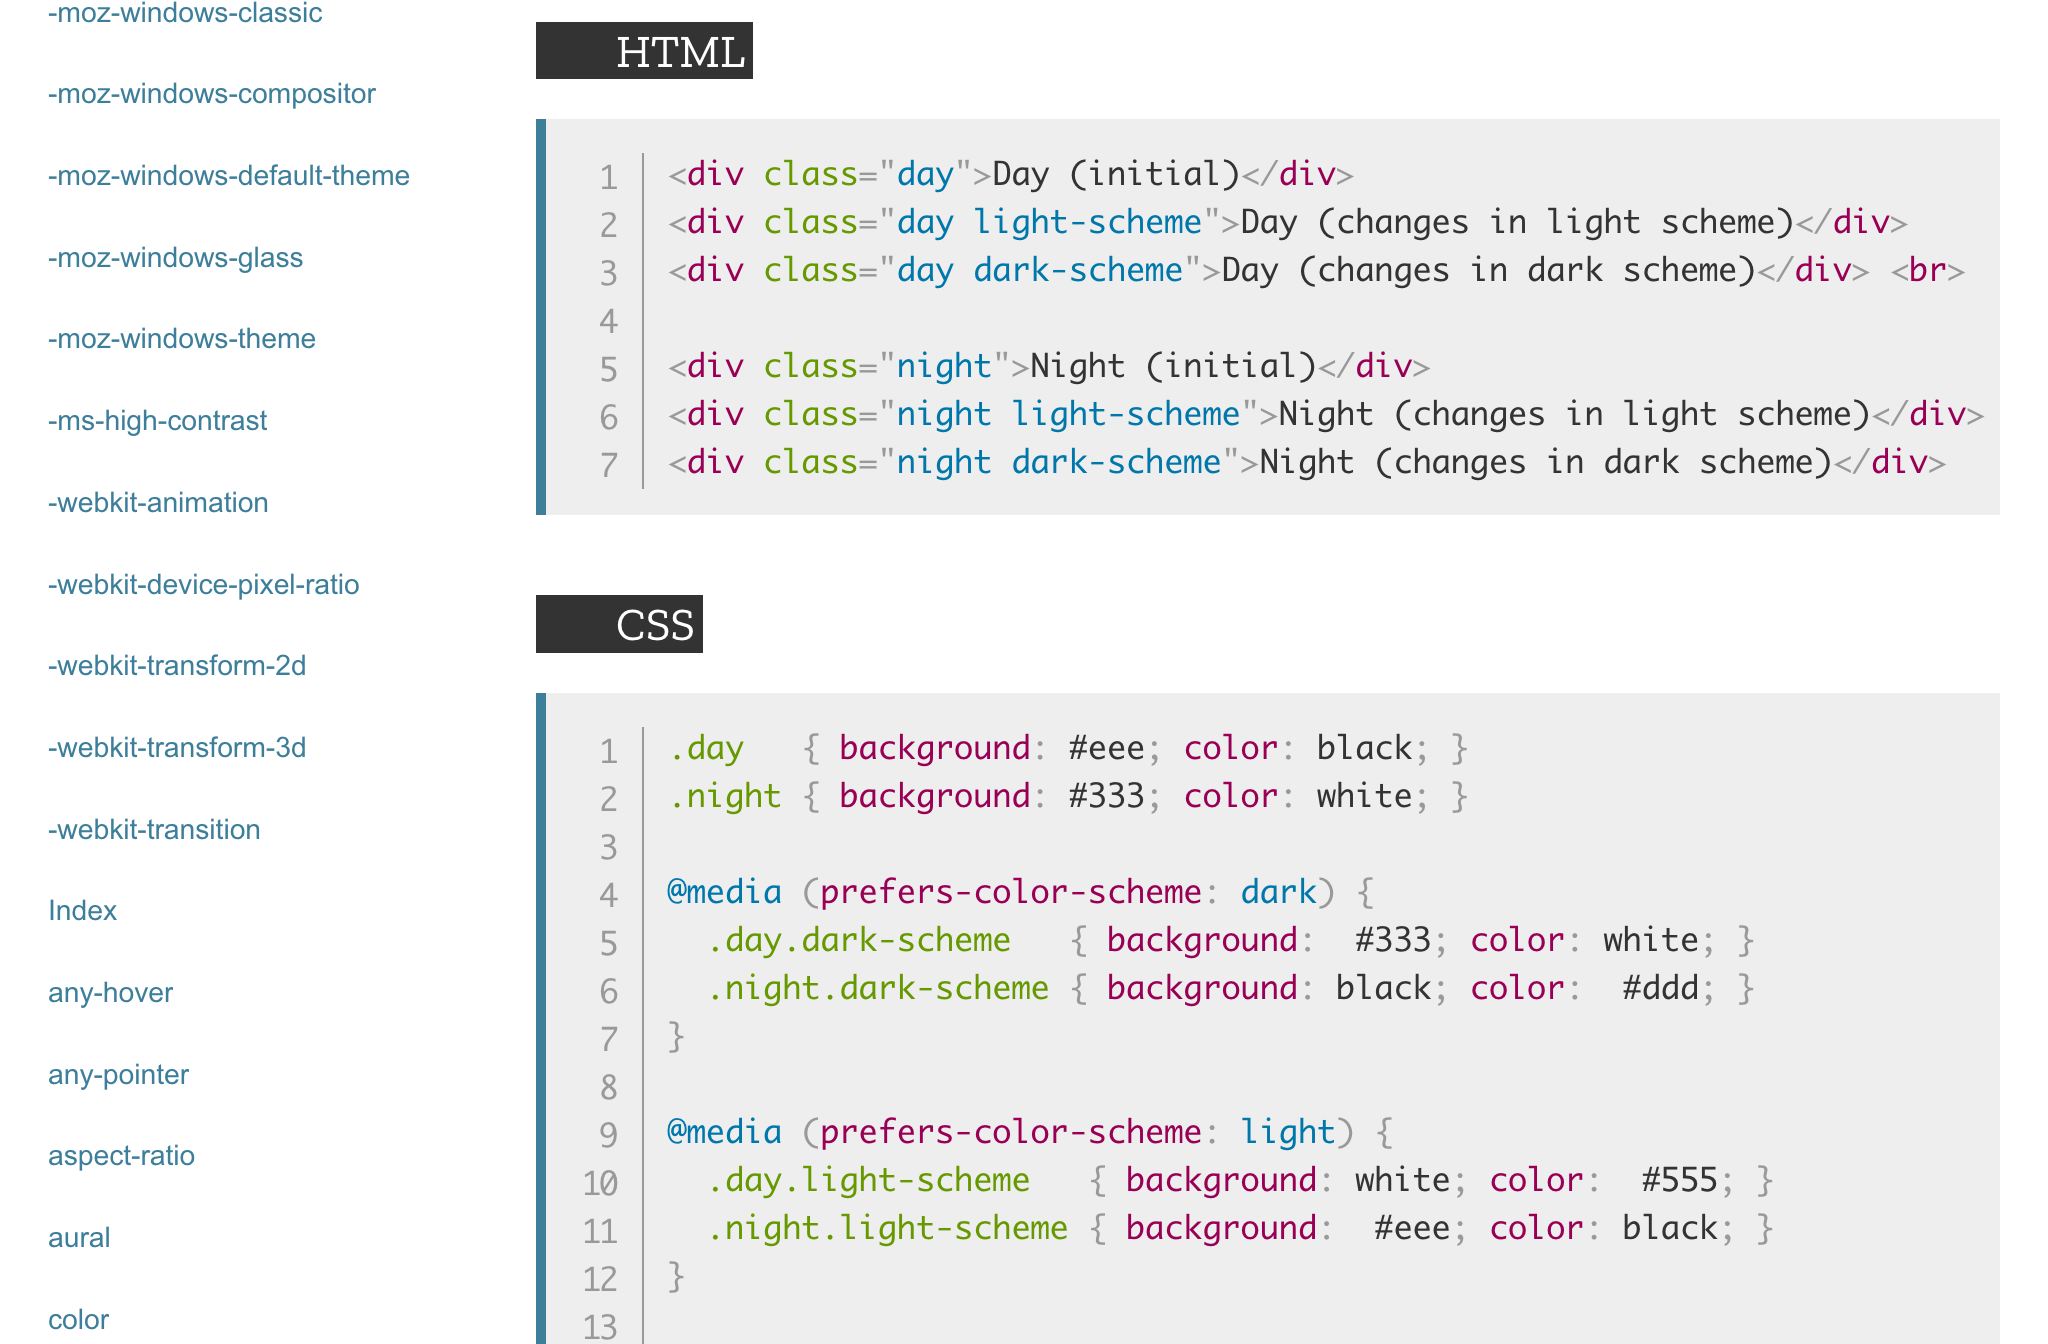 -moz-windows-classic
-moz-windows-compositor
-moz-windows-default-theme
-moz-windows-glass
-moz-windows-theme
-ms-high-contrast
-webkit-animation
-webkit-device-pixel-ratio
-webkit-transform-2d
-webkit-transform-3d
-webkit-transition
Index
any-hover
any-pointer
aspect-ratio
aural
color
HTML
1 <div class="day">Day (initial)</div>
2 <div class="day light-scheme">Day (changes in light scheme)</div>
3 <div class="day dark-scheme">Day (changes in dark scheme)</div> <br>
4
5 <div class="night">Night (initial)</div>
6 <div class="night light-scheme">Night (changes in light scheme)</div>
7 <div class="night dark-scheme">Night (changes in dark scheme)</div>
CSS
1 .day   { background: #eee; color: black; }
2 .night { background: #333; color: white; }
3
4 @media (prefers-color-scheme: dark) {
5   .day.dark-scheme   { background:  #333; color: white; }
6   .night.dark-scheme { background: black; color:  #ddd; }
7 }
8
9 @media (prefers-color-scheme: light) {
10   .day.light-scheme   { background: white; color:  #555; }
11   .night.light-scheme { background:  #eee; color: black; }
12 }
13